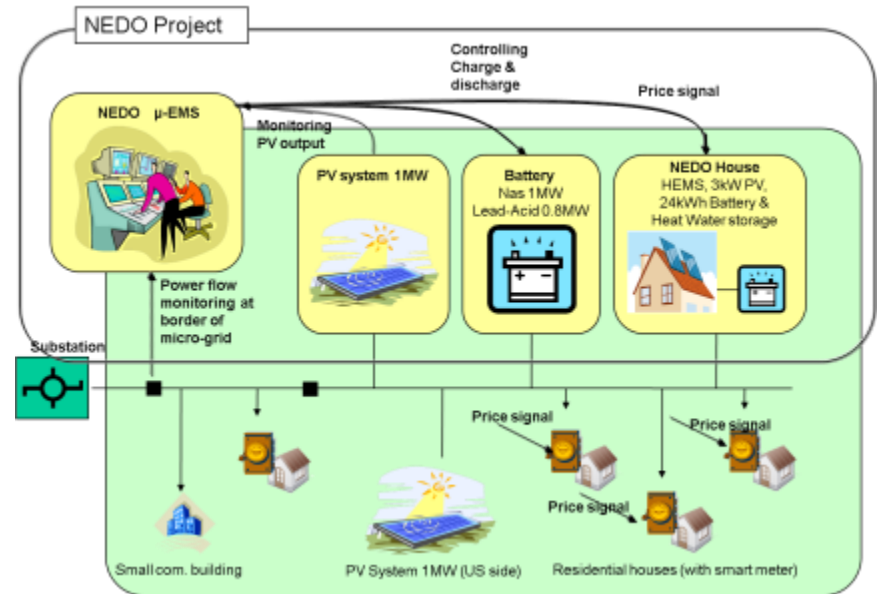 NEDO Project
Controlling
Charge &
discharge
Price signal
NEDO μ-EMS
Monitoring
PV output
PV system 1MW
Battery
Nas 1MW
Lead-Acid 0.8MW
NEDO House
HEMS, 3kW PV,
24kWh Battery &
Heat Water storage
Power flow
monitoring at
border of
micro-grid
Substation
Price signal
Price signal
Price signal
Small com. building
PV System 1MW (US side)
Residential houses (with smart meter)